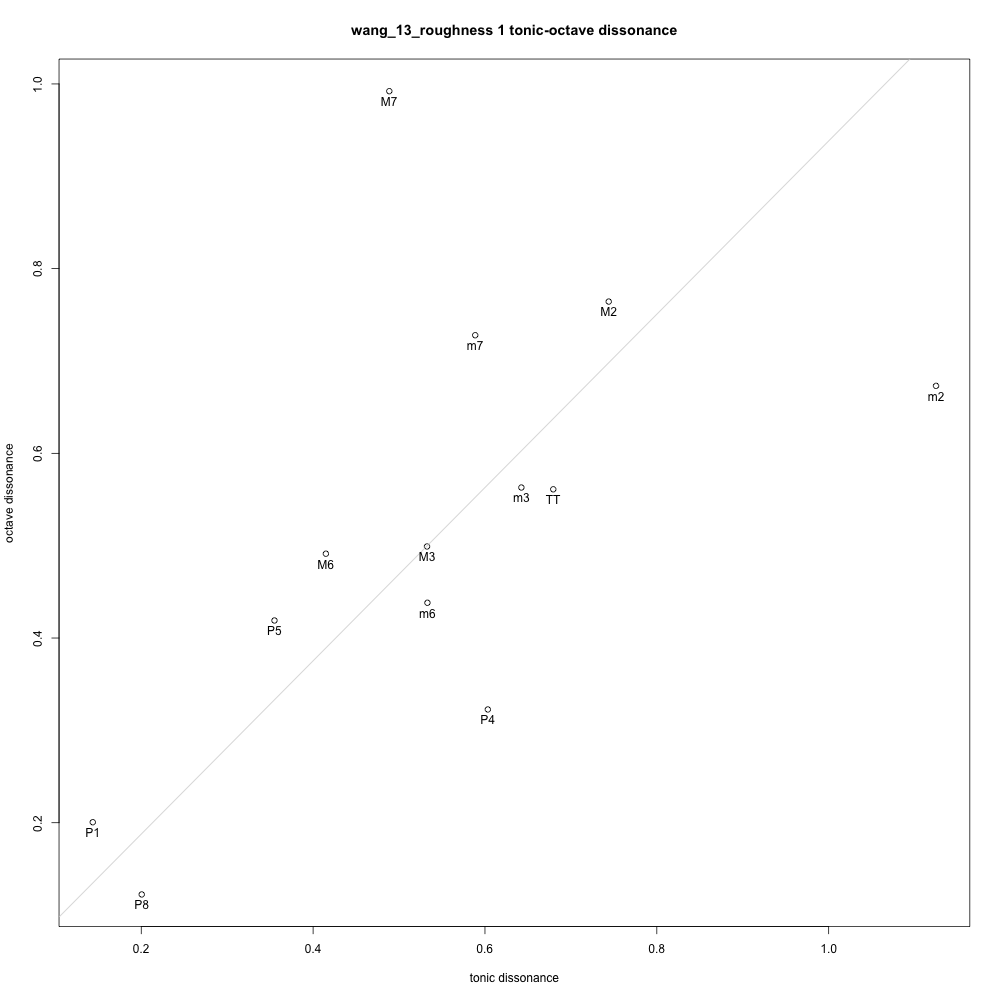 wang_13_roughness 1 tonic-octave dissonance
1.0
M7
0.8
M2
m7
m2
octave dissonance
0.6
m3
TT
M3
M6
m6
0.4
P5
P4
0.2
P1
P8
0.2 0.4 0.6 0.8 1.0
tonic dissonance